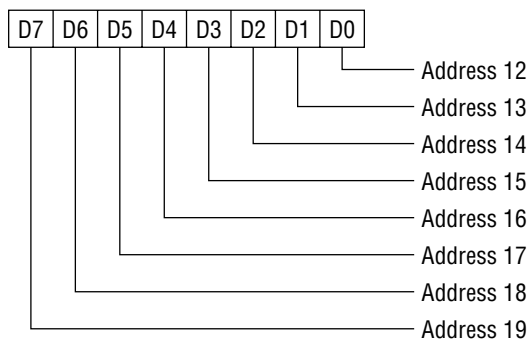 D7 D6 D5 D4 D3 D2 D1 D0
Address 12
Address 13
Address 14
Address 15
Address 16
Address 17
Address 18
Address 19